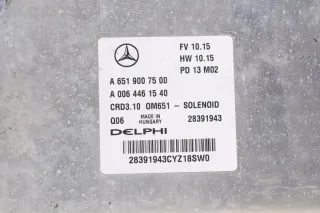 FV 10.15
HW 10.15
PD 13 M02
A 651 900 75 00
A 006 446 15 40
CRD3.10 OM651 - SOLENOID
Q06 MADE IN HUNGARY 28391943
DELPHI
28391943CYZ18SW0